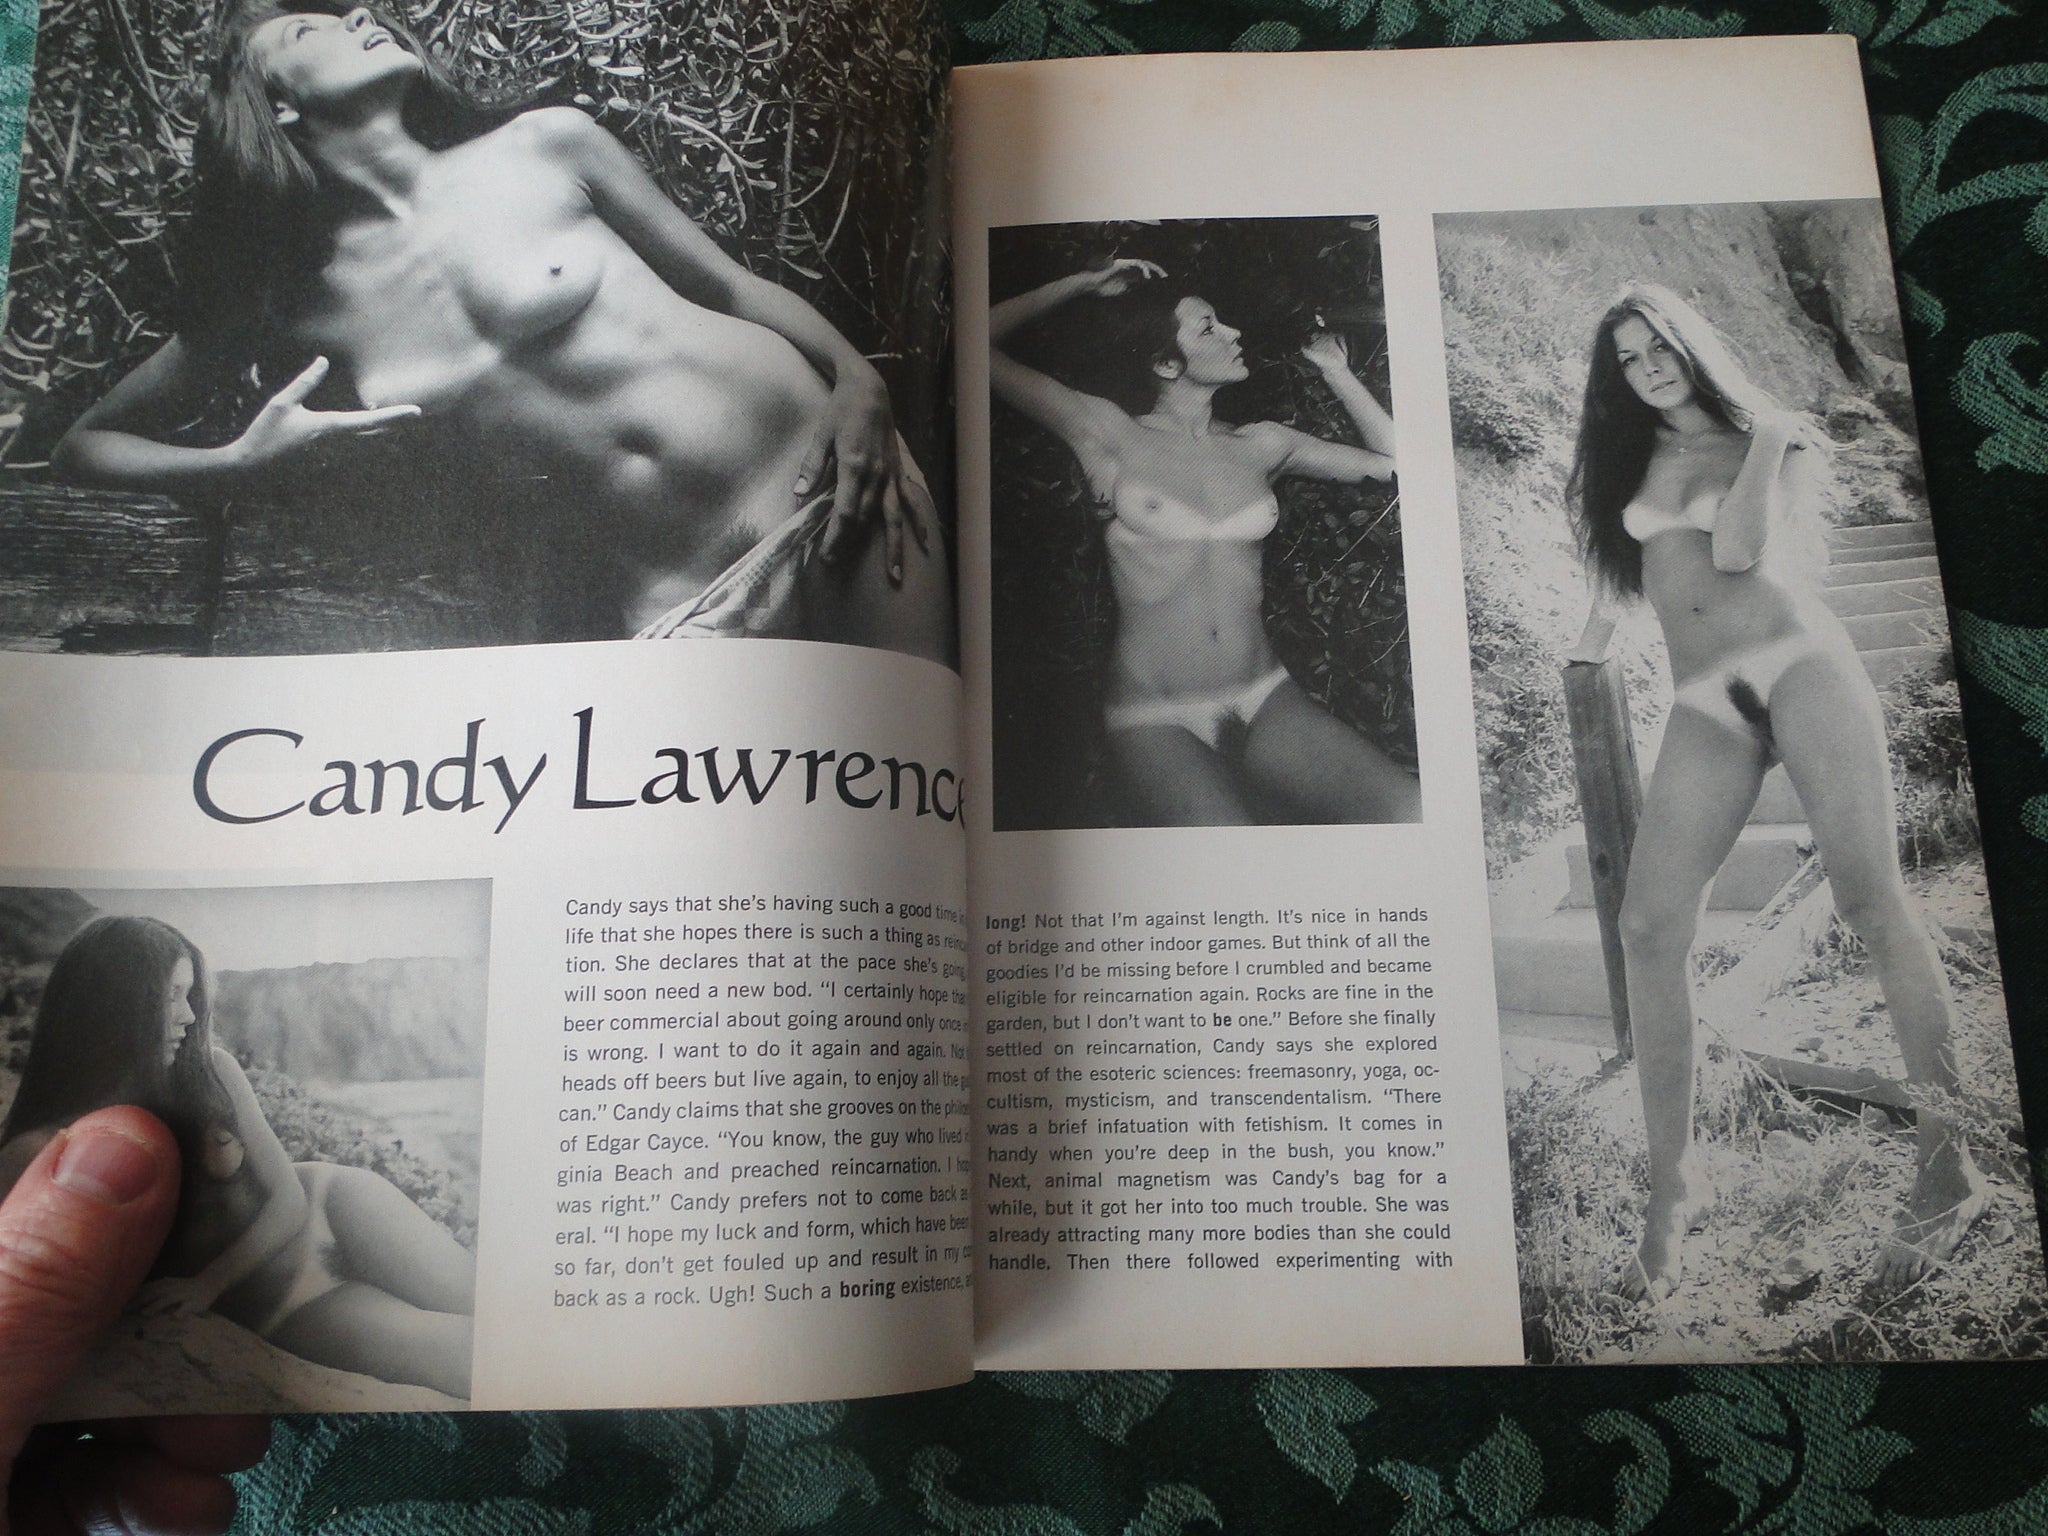 Candy Lawrence
Candy says that she's having such a good time
life that she hopes there is such a thing as
tion. She declares that at the pace she's going,
will soon need a new bod. “I certainly hope
beer commercial about going around only once
is wrong. I want to do it again and again. Not
heads off beers but live again, to enjoy all the
can.” Candy claims that she grooves on the
of Edgar Cayce. “You know, the guy who lived
ginia Beach and preached reincarnation. I
was right.” Candy prefers not to come back
eral. “I hope my luck and form, which have been
so far, don't get fouled up and result in my
back as a rock. Ugh! Such a boring existence,
long! Not that I'm against length. It's nice in hands
of bridge and other indoor games. But think of all the
goodies I'd be missing before I crumbled and became
eligible for reincarnation again. Rocks are fine in the
garden, but I don't want to be one.” Before she finally
settled on reincarnation, Candy says she explored
most of the esoteric sciences: freemasonry, yoga, oc-
cultism, mysticism, and transcendentalism. “There
was a brief infatuation with fetishism. It comes in
handy when you're deep in the bush, you know.”
Next, animal magnetism was Candy's bag for a
while, but it got her into too much trouble. She was
already attracting many more bodies than she could
handle. Then there followed experimenting with